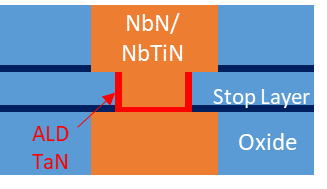 NbN/
NbTiN
Stop Layer
ALD
TaN
Oxide